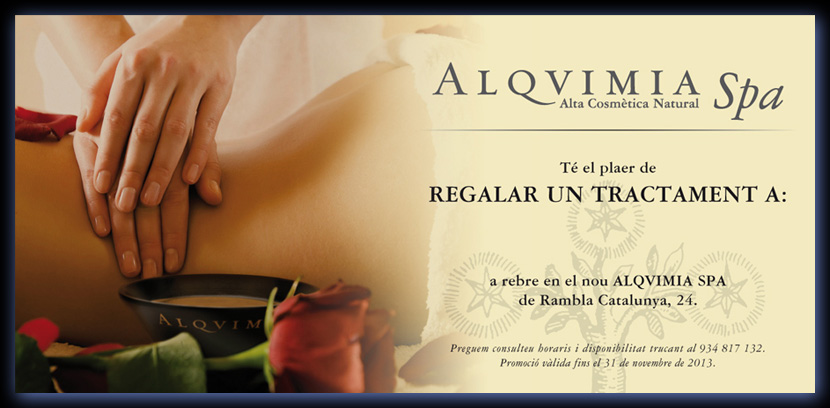 ALQVIMIA Spa
Alta Cosmètica Natural
Té el plaer de
REGALAR UN TRACTAMENT A:
a rebre en el nou ALQVIMIA SPA
de Rambla Catalunya, 24.
ALQVIMI
Preguem consulteu horaris i disponibilitat trucant al 934 817 132.
Promoció vàlida fins el 31 de novembre de 2013.